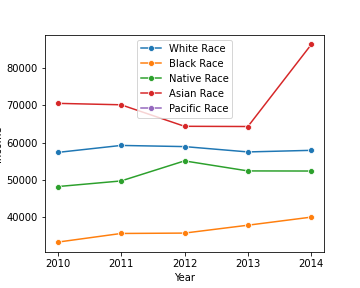 White Race
Black Race
Native Race
Asian Race
Pacific Race
80000
70000
60000
50000
40000
2010
2011
2012
2013
2014
Year